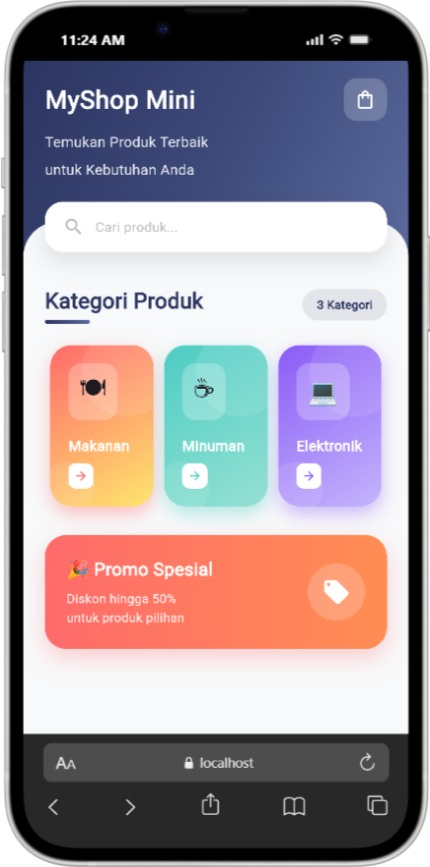 11:24 AM
MyShop Mini
Temukan Produk Terbaik
untuk Kebutuhan Anda
Cari produk...
Kategori Produk
3 Kategori
Makanan
Minuman
Elektronik
Promo Spesial
Diskon hingga 50%
untuk produk pilihan
AA
localhost